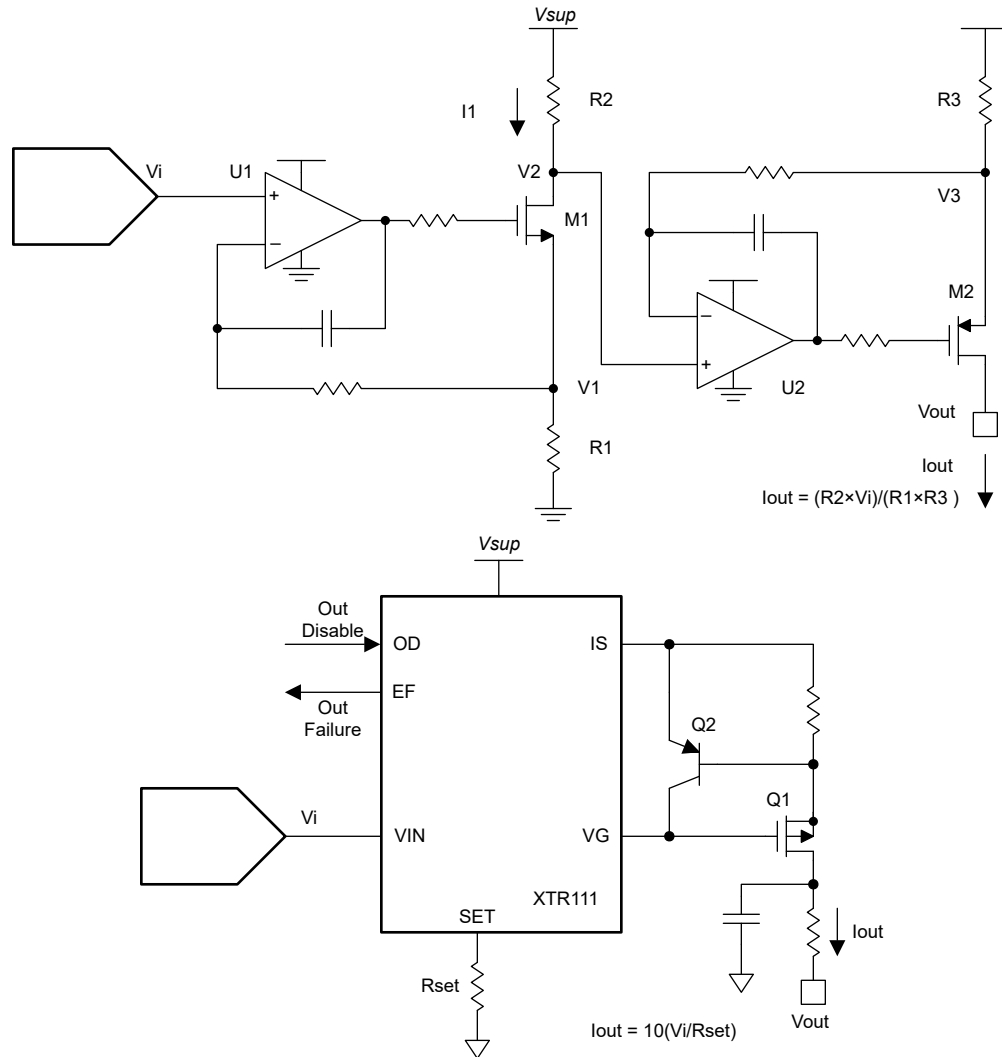 Vsup
R2
R3
I1
Vi
U1
V2
V3
+
M1
−
M2
−
+
V1
U2
Vout
R1
Iout
Iout = (R2×Vi)/(R1×R3 )
Vsup
Out
Disable
OD
IS
EF
Out
Failure
Q2
Q1
Vi
VIN
VG
XTR111
SET
Iout
Rset
Vout
Iout = 10(Vi/Rset)